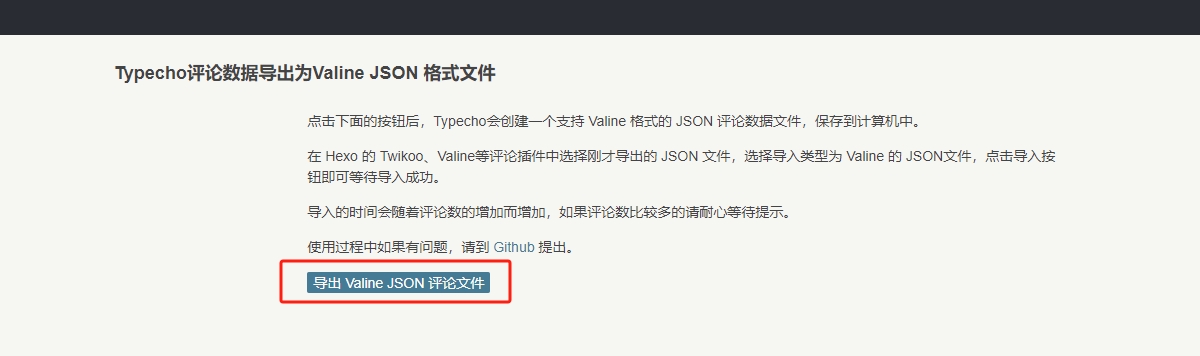 Typecho评论数据导出为Valine JSON 格式文件
点击下面的按钮后，Typecho会创建一个支持 Valine 格式的 JSON 评论数据文件，保存到计算机中。
在 Hexo 的 Twikoo、Valine等评论插件中选择刚才导出的 JSON 文件，选择导入类型为 Valine 的 JSON文件，点击导入按
钮即可等待导入成功。
导入的时间会随着评论数的增加而增加，如果评论数比较多的请耐心等待提示。
使用过程中如果有问题，请到 Github 提出。
导出 Valine JSON 评论文件